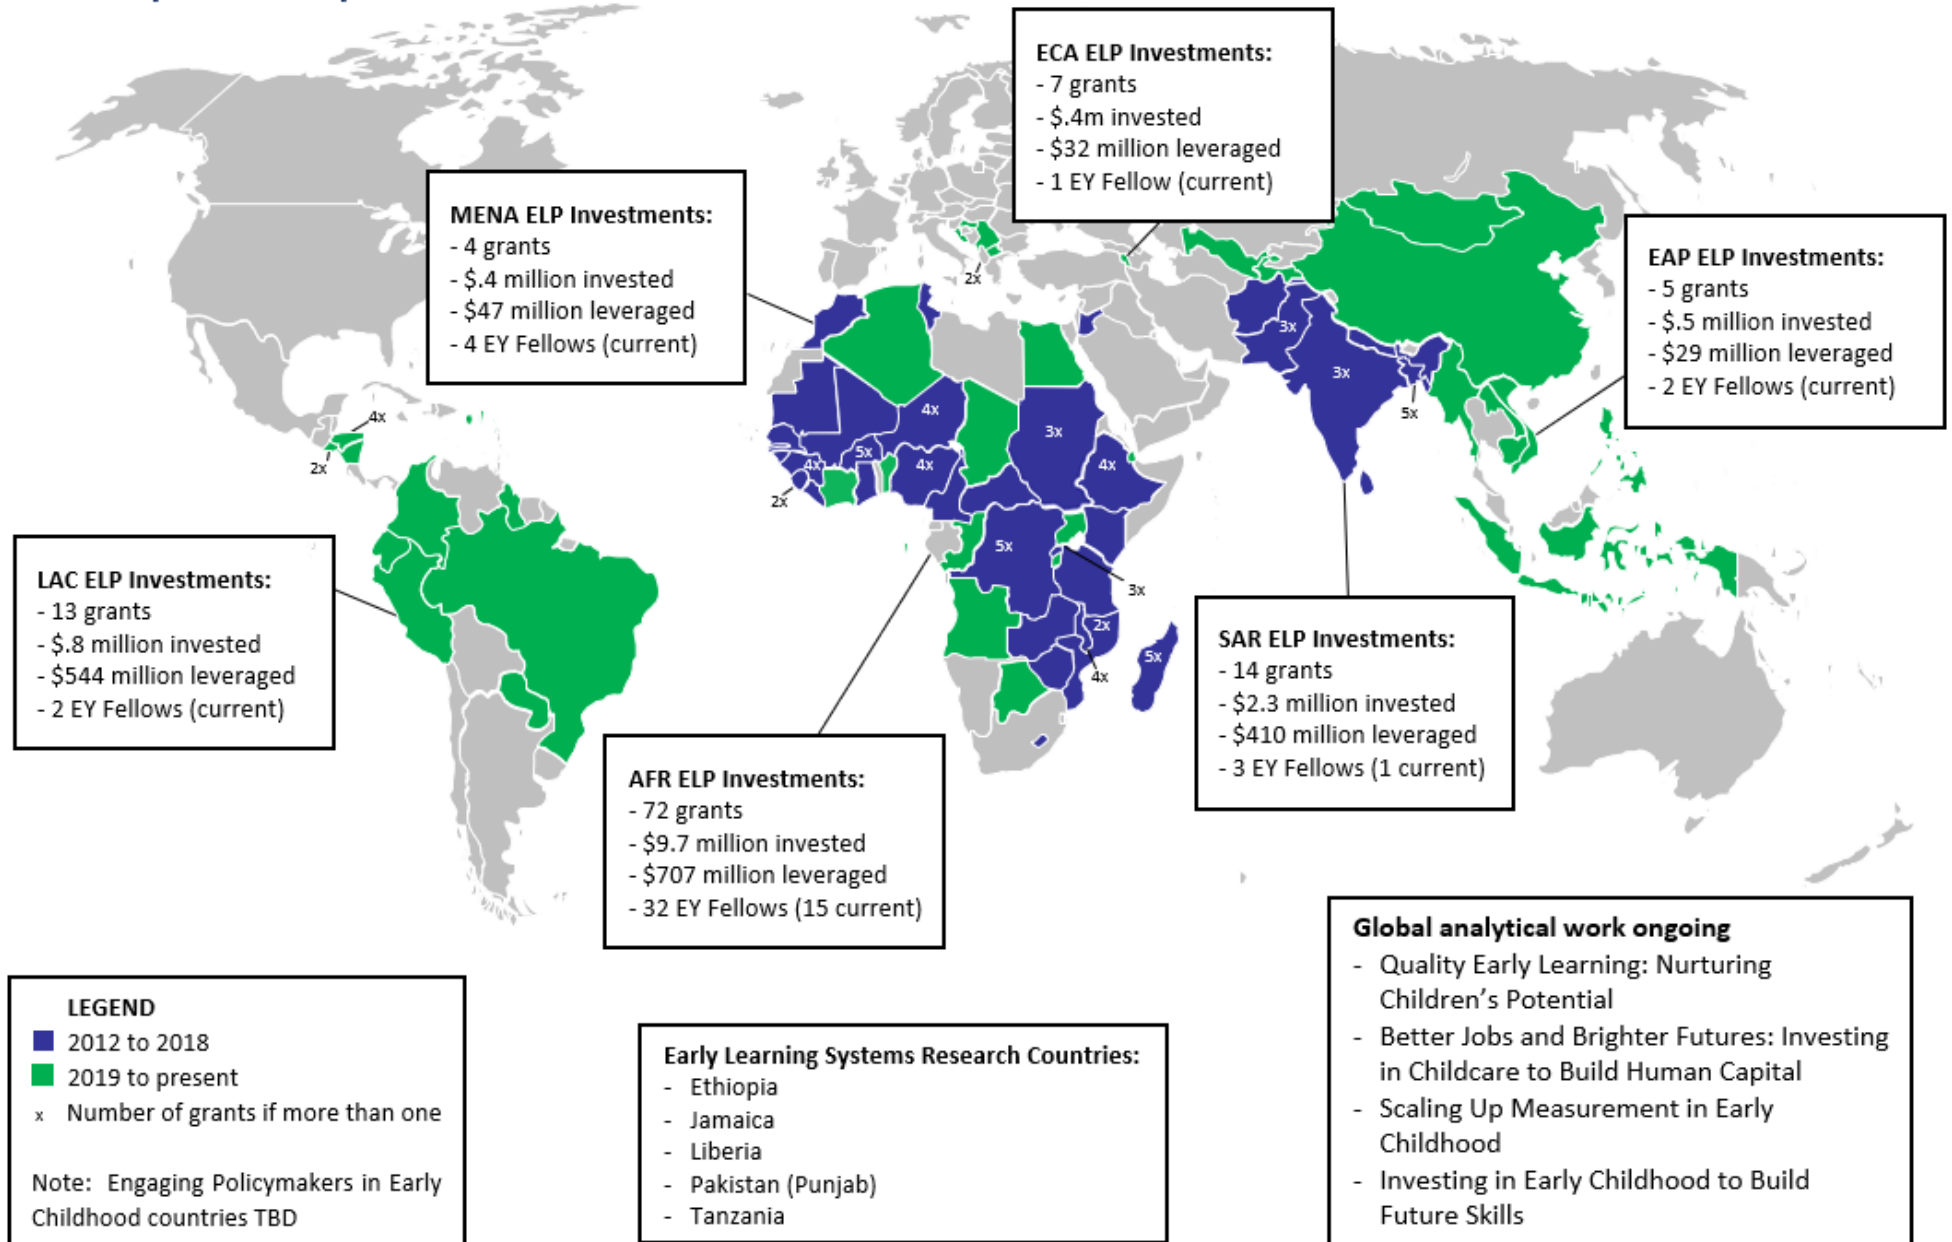 ECA ELP Investments:
- 7 grants
- $.4m invested
- $32 million leveraged
- 1 EY Fellow (current)
MENA ELP Investments:
- 4 grants
- $.4 million invested
- $47 million leveraged
- 4 EY Fellows (current)
EAP ELP Investments:
- 5 grants
- $.5 million invested
- $29 million leveraged
- 2 EY Fellows (current)
2x
3x
3x
5x
4x
2x
4x
3x
5x
4x
4x
4x
2x
5x
3x
2x
4x
5x
LAC ELP Investments:
- 13 grants
- $.8 million invested
- $544 million leveraged
- 2 EY Fellows (current)
SAR ELP Investments:
- 14 grants
- $2.3 million invested
- $410 million leveraged
- 3 EY Fellows (1 current)
AFR ELP Investments:
- 72 grants
- $9.7 million invested
- $707 million leveraged
- 32 EY Fellows (15 current)
LEGEND
2012 to 2018
2019 to present
x Number of grants if more than one
Note: Engaging Policymakers in Early
Childhood countries TBD
Early Learning Systems Research Countries:
- Ethiopia
- Jamaica
- Liberia
- Pakistan (Punjab)
- Tanzania
Global analytical work ongoing
- Quality Early Learning: Nurturing
Children's Potential
- Better Jobs and Brighter Futures: Investing
in Childcare to Build Human Capital
- Scaling Up Measurement in Early
Childhood
- Investing in Early Childhood to Build
Future Skills